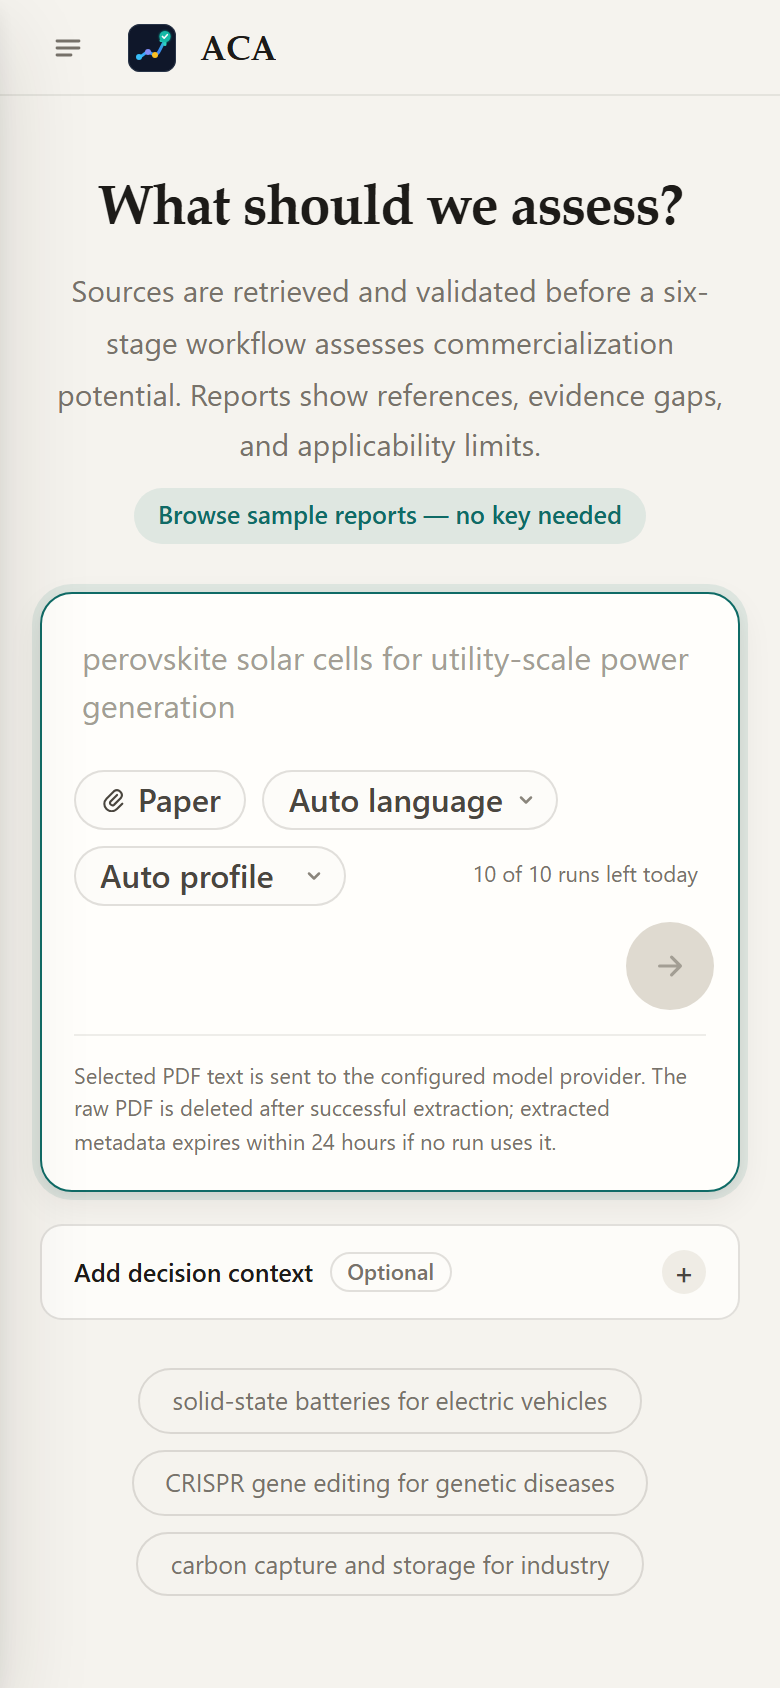 ACA
What should we assess?
Sources are retrieved and validated before a six-
stage workflow assesses commercialization
potential. Reports show references, evidence gaps,
and applicability limits.
Browse sample reports — no key needed
perovskite solar cells for utility-scale power
generation
Paper
Auto language
Auto profile
10 of 10 runs left today
Selected PDF text is sent to the configured model provider. The
raw PDF is deleted after successful extraction; extracted
metadata expires within 24 hours if no run uses it.
Add decision context Optional +
solid-state batteries for electric vehicles
CRISPR gene editing for genetic diseases
carbon capture and storage for industry